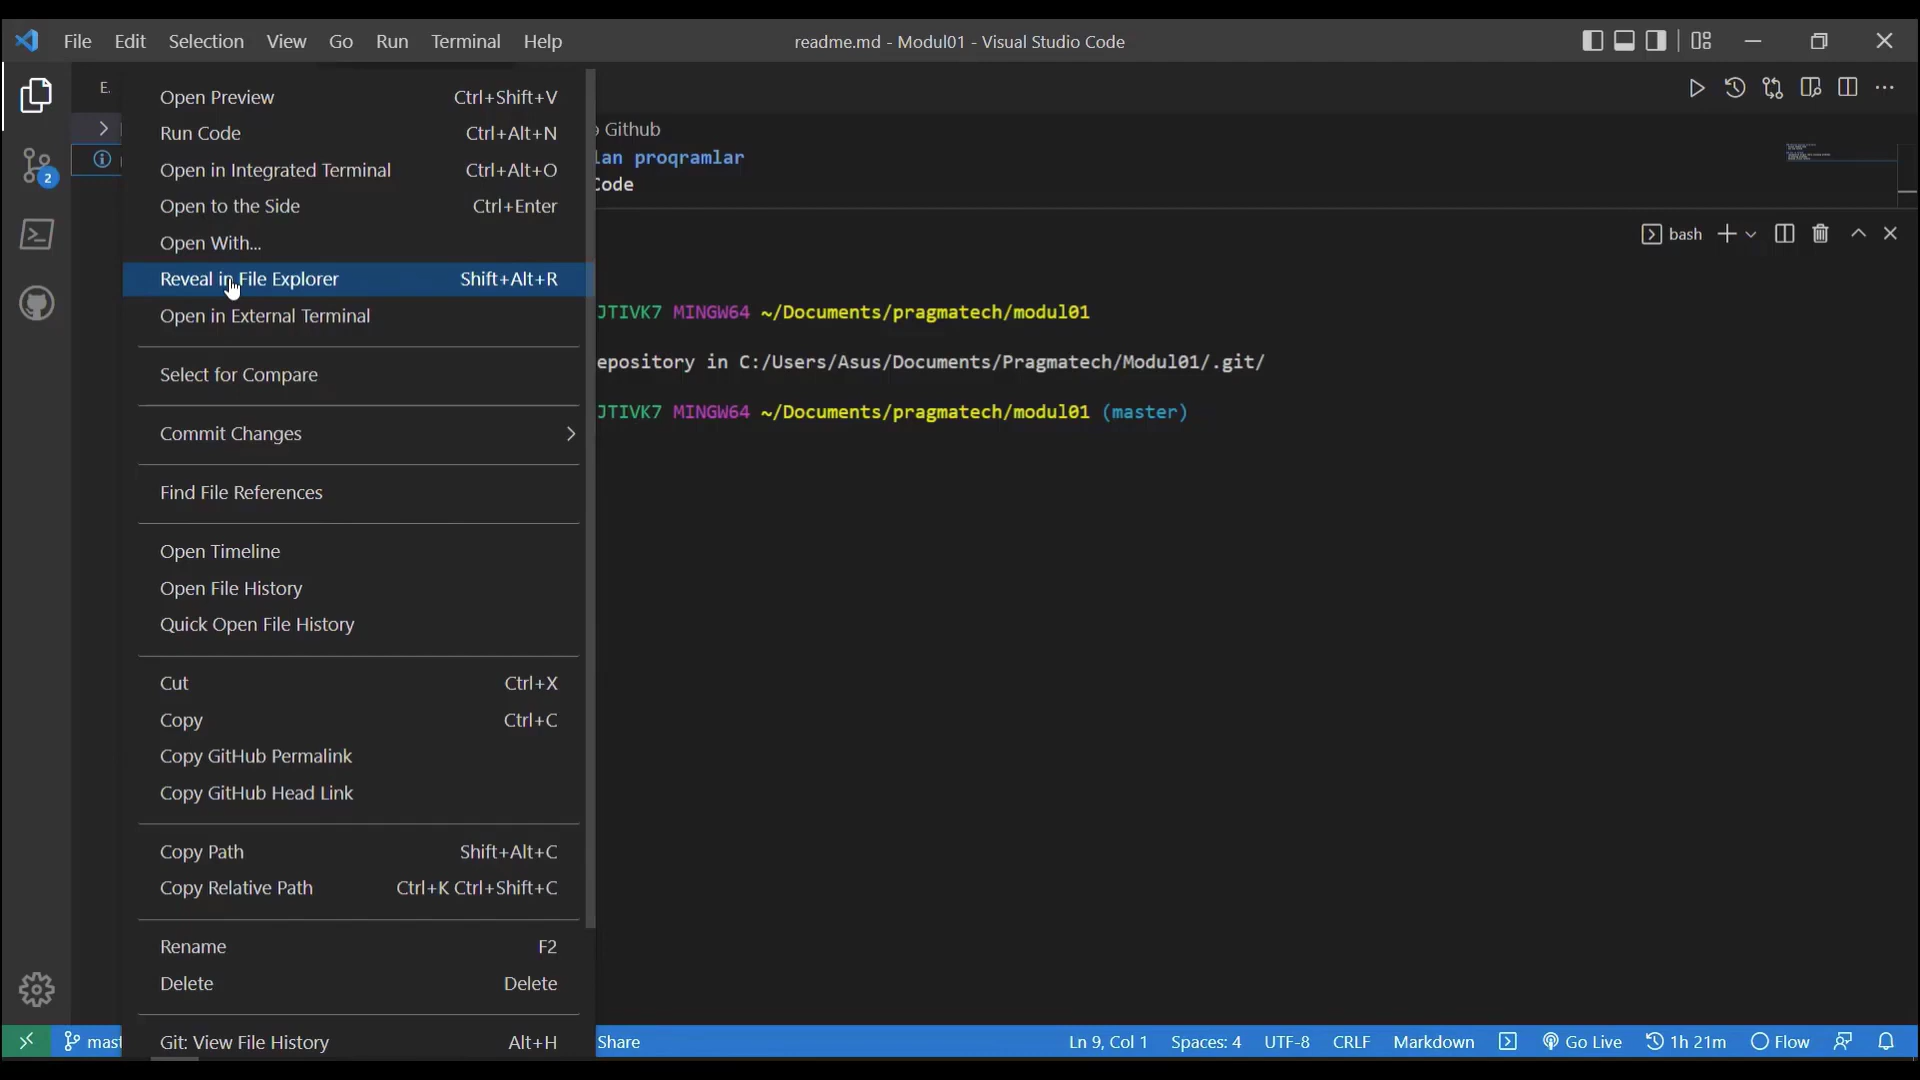 File Edit Selection View Go Run Terminal Help readme.md - Modul01 - Visual Studio Code
E.
Open Preview Ctrl+Shift+V
Run Code Ctrl+Alt+N
Open in Integrated Terminal Ctrl+Alt+O
Open to the Side Ctrl+Enter
Open With...
Reveal in File Explorer Shift+Alt+R
Open in External Terminal
Select for Compare
Commit Changes
Find File References
Open Timeline
Open File History
Quick Open File History
Cut Ctrl+X
Copy Ctrl+C
Copy GitHub Permalink
Copy GitHub Head Link
Copy Path Shift+Alt+C
Copy Relative Path Ctrl+K Ctrl+Shift+C
Rename F2
Delete Delete
Git: View File History Alt+H
2
Github
lan proqramlar
Code
bash
JTIVK7 MINGW64 ~/Documents/pragmatech/modul01
epository in C:/Users/Asus/Documents/Pragmatech/Modul01/.git/
JTIVK7 MINGW64 ~/Documents/pragmatech/modul01 (master)
mast Share Ln 9, Col 1 Spaces: 4 UTF-8 CRLF Markdown Go Live 1h 21m Flow